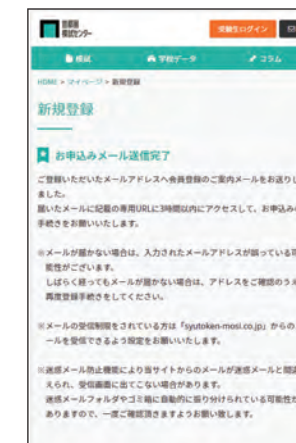 首都圏
模試センター
受験生ログイン
模試
学校データ
コラム
HOME > マイページ > 新規登録
新規登録
お申込みメール送信完了
ご登録いただいたメールアドレスへ会員登録のご案内メールをお送りし
ました。
届いたメールに記載の専用URLに3時間以内にアクセスして、お申込みの
手続きをお願いいたします。
※メールが届かない場合は、入力されたメールアドレスが誤っている可
能性がございます。
しばらく経ってもメールが届かない場合は、アドレスをご確認のうえ
再度登録手続きをしてください。
※メールの受信制限をされている方は「syutoken-mosi.co.jp」からのメ
ールを受信できるよう設定をお願いいたします。
※迷惑メール防止機能により当サイトからのメールが迷惑メールと間違
えられ、受信画面に出てこない場合があります。
迷惑メールフォルダやゴミ箱に自動的に振り分けられている可能性が
ありますので、一度ご確認頂きますようお願い致します。